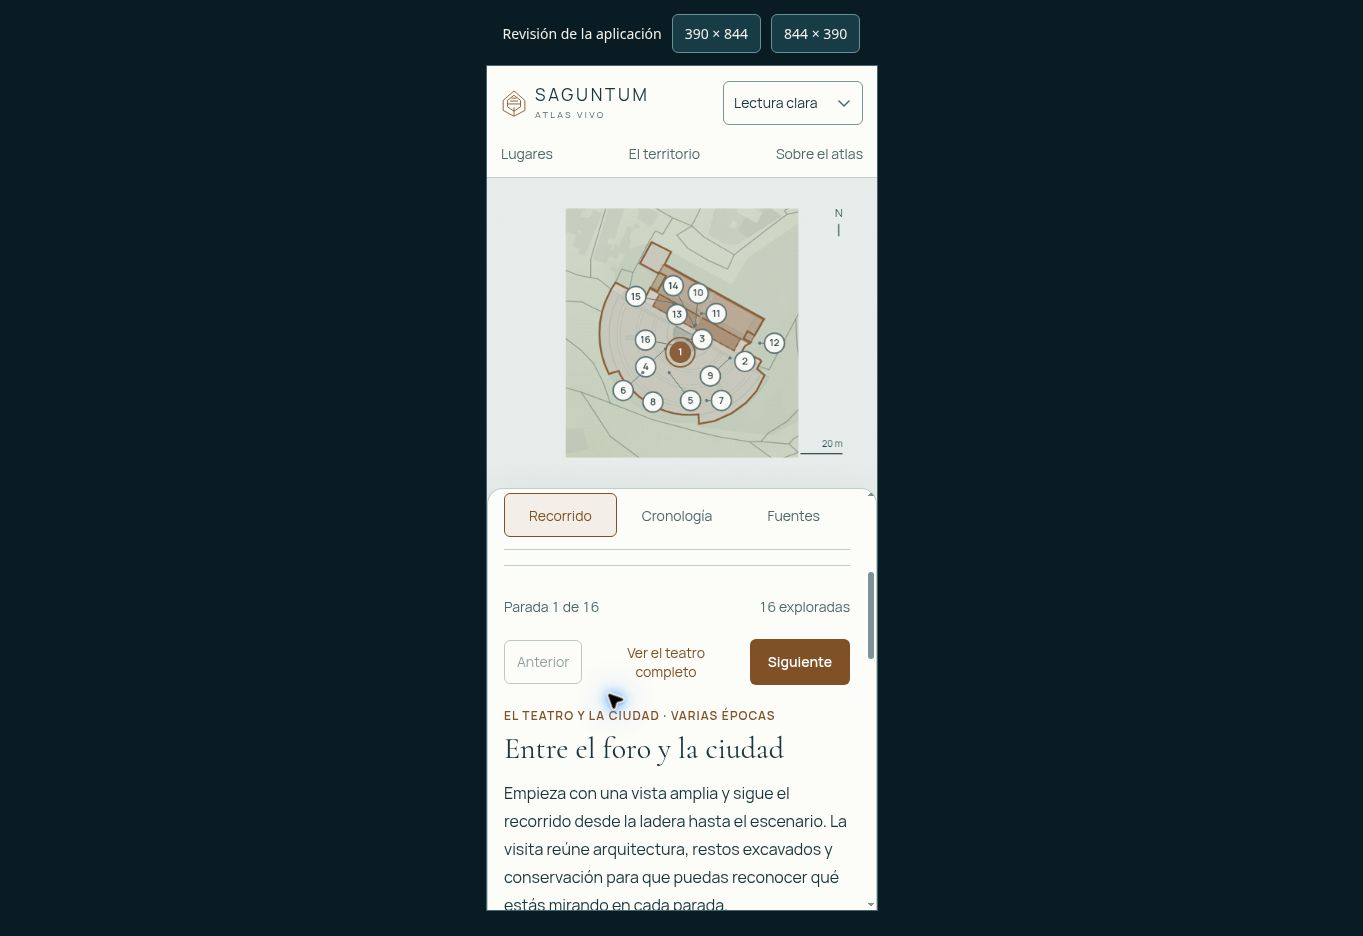 Revisión de la aplicación
390 × 844
844 × 390
SAGUNTUM
ATLAS VIVO
Lectura clara
Lugares
El territorio
Sobre el atlas
N
14
10
15
13
11
16
3
12
1
2
4
9
6
8
5
7
20 m
Recorrido
Cronología
Fuentes
Parada 1 de 16
16 exploradas
Anterior
Ver el teatro
completo
Siguiente
EL TEATRO Y LA CIUDAD · VARIAS ÉPOCAS
Entre el foro y la ciudad
Empieza con una vista amplia y sigue el
recorrido desde la ladera hasta el escenario. La
visita reúne arquitectura, restos excavados y
conservación para que puedas reconocer qué
estás mirando en cada parada.